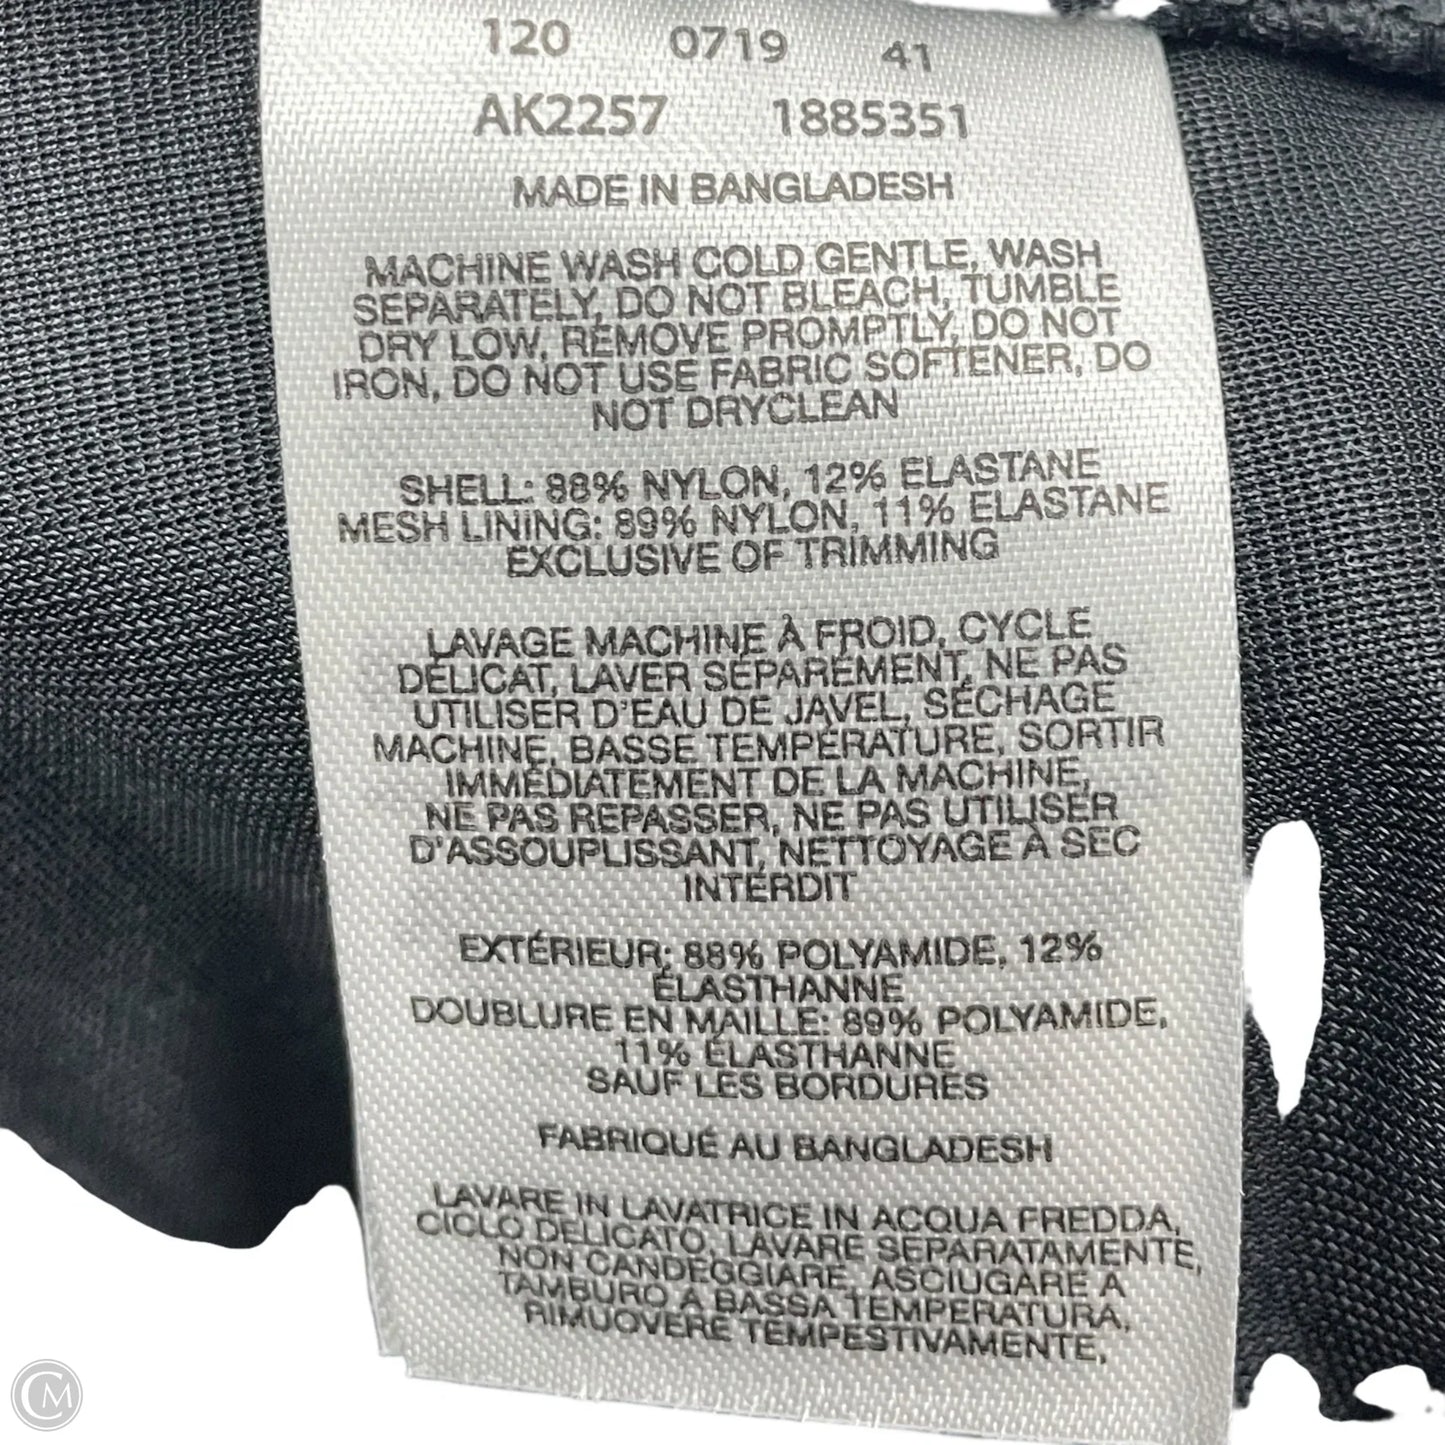 120 0719 41
AK2257 1885351
MADE IN BANGLADESH
MACHINE WASH COLD GENTLE, WASH
SEPARATELY, DO NOT BLEACH, TUMBLE
DRY LOW, REMOVE PROMPTLY, DO NOT
IRON, DO NOT USE FABRIC SOFTENER, DO
NOT DRYCLEAN
SHELL: 88% NYLON, 12% ELASTANE
MESH LINING: 89% NYLON, 11% ELASTANE
EXCLUSIVE OF TRIMMING
LAVAGE MACHINE À FROID, CYCLE
DÉLICAT, LAVER SÉPARÉMENT, NE PAS
UTILISER D'EAU DE JAVEL, SÉCHAGE
MACHINE, BASSE TEMPÉRATURE, SORTIR
IMMÉDIATEMENT DE LA MACHINE,
NE PAS REPASSER, NE PAS UTILISER
D'ASSOUPLISSANT, NETTOYAGE À SEC
INTERDIT
EXTÉRIEUR: 88% POLYAMIDE, 12%
ÉLASTHANNE
DOUBLURE EN MAILLE: 89% POLYAMIDE,
11% ÉLASTHANNE
SAUF LES BORDURES
FABRIQUÉ AU BANGLADESH
LAVARE IN LAVATRICE IN ACQUA FREDDA,
CICLO DELICATO, LAVARE SEPARATAMENTE,
NON CANDEGGIARE, ASCIUGARE A
TAMBURO A BASSA TEMPERATURA,
RIMUOVERE TEMPESTIVAMENTE,
CM